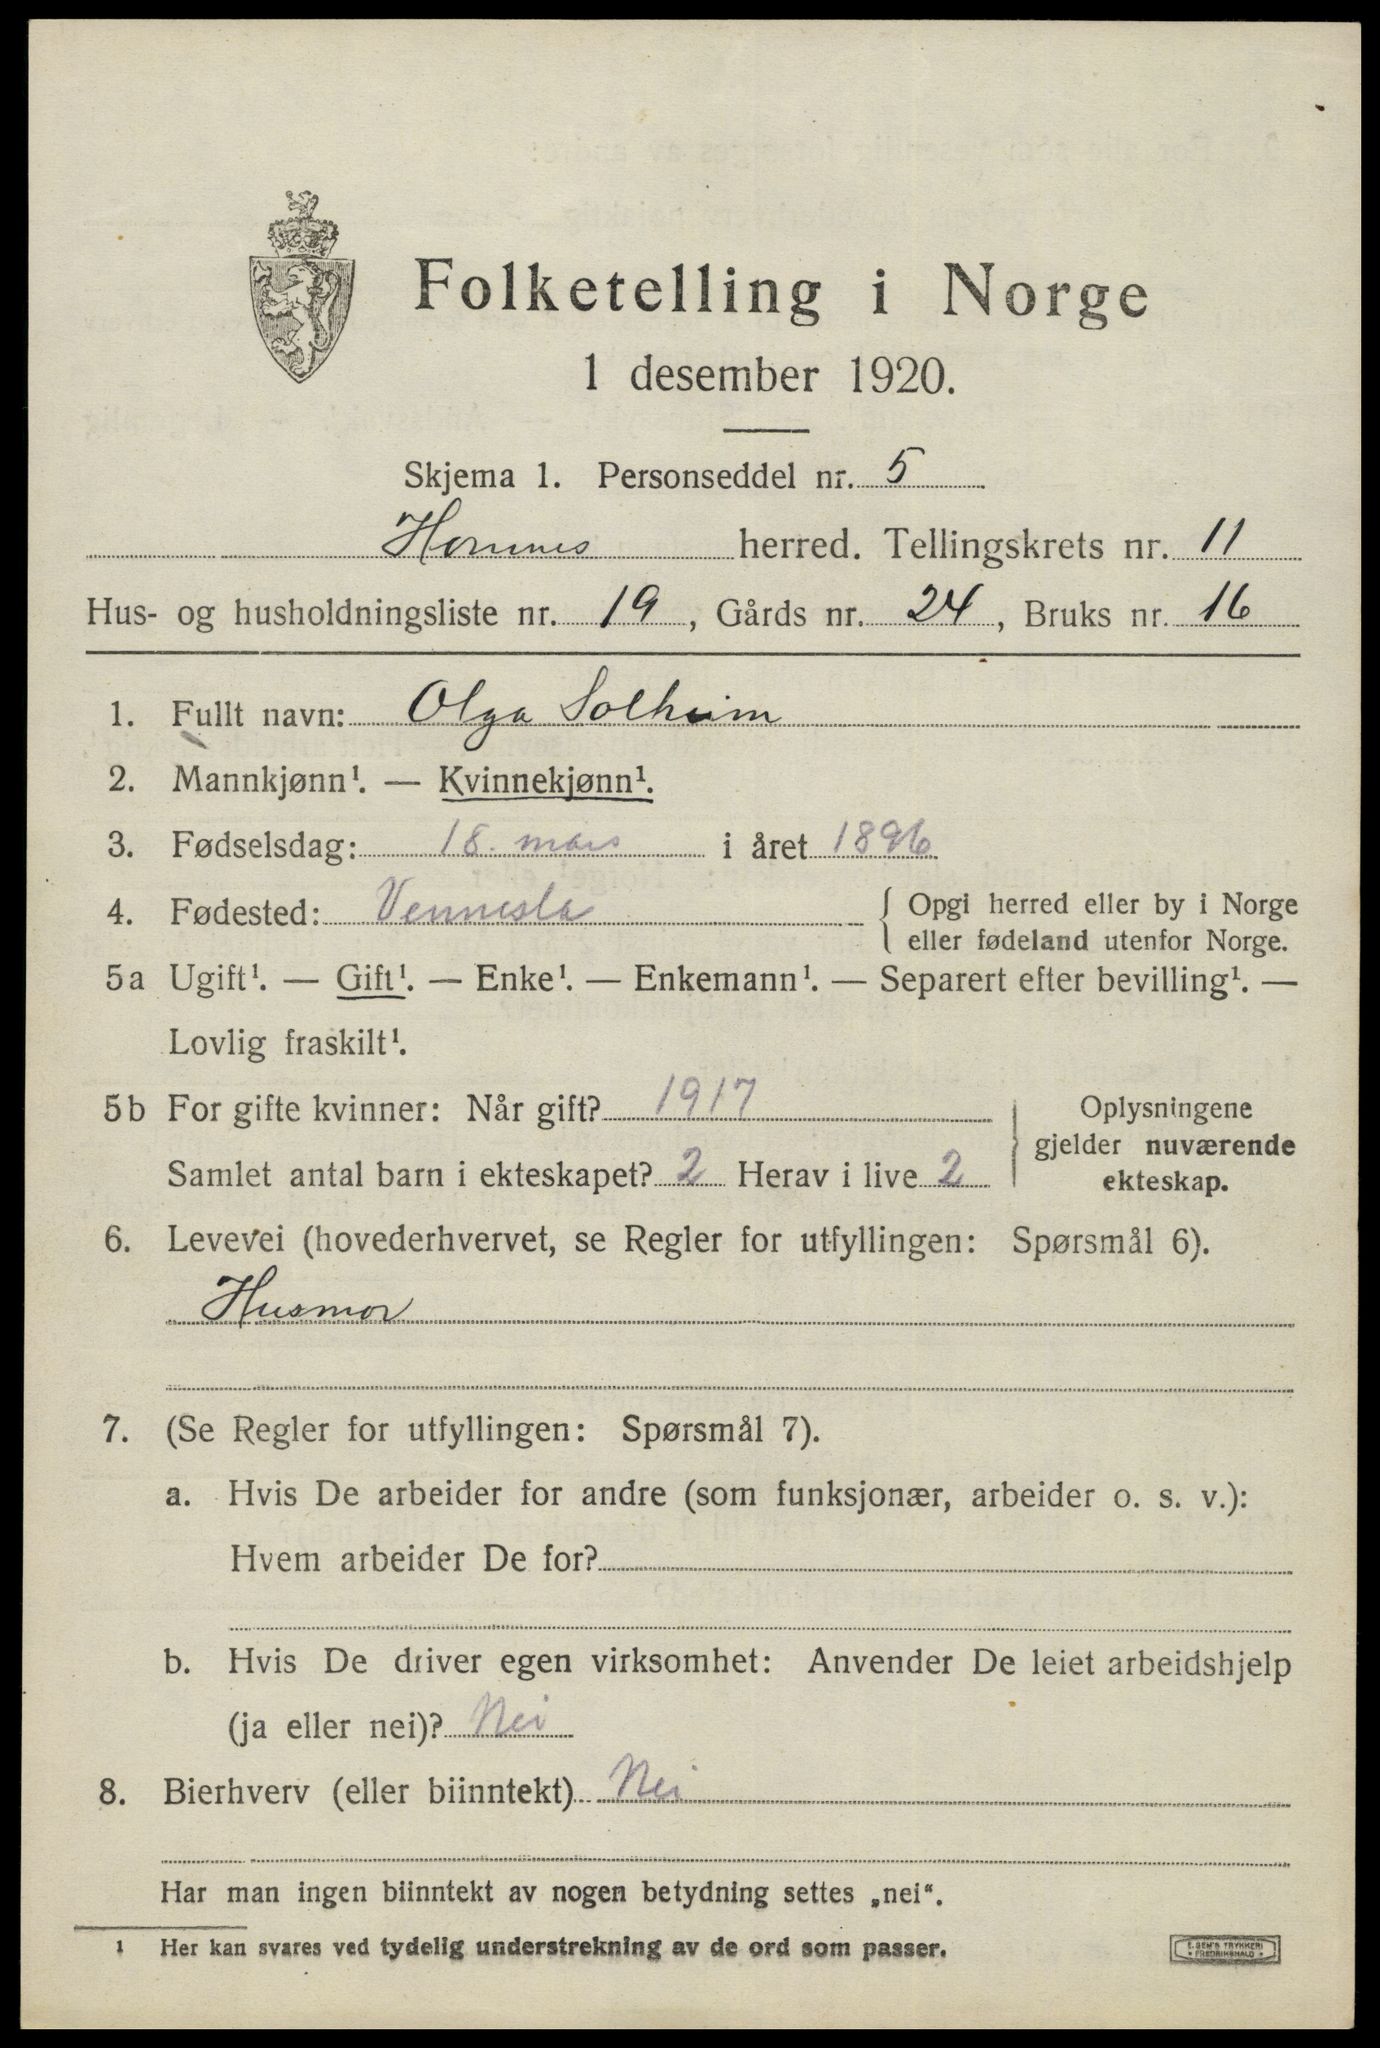 Folketelling i Norge
1 desember 1920.
Skjema 1. Personseddel nr. 5
Hornnes herred. Tellingskrets nr. 11
Hus- og husholdningsliste nr. 19, Gårds nr. 24, Bruks nr. 16
1. Fullt navn: Olga Solheim
2. Mannkjønn¹. — Kvinnekjønn¹.
3. Fødselsdag: 18. mars i året 1896
4. Fødested: Vennesla { Opgi herred eller by i Norge
eller fødeland utenfor Norge.
5a Ugift¹. — Gift¹. — Enke¹. — Enkemann¹. — Separert efter bevilling¹. —
Lovlig fraskilt¹.
5b For gifte kvinner: Når gift? 1917
Samlet antal barn i ekteskapet? 2 Herav i live 2
Oplysningene
gjelder nuværende
ekteskap.
6. Levevei (hovederhvervet, se Regler for utfyllingen: Spørsmål 6).
Husmor
7. (Se Regler for utfyllingen: Spørsmål 7).
a. Hvis De arbeider for andre (som funksjonær, arbeider o. s. v.):
Hvem arbeider De for?
b. Hvis De driver egen virksomhet: Anvender De leiet arbeidshjelp
(ja eller nei)? Nei
8. Bierhverv (eller biinntekt) Nei
Har man ingen biinntekt av nogen betydning settes „nei“.
1 Her kan svares ved tydelig understrekning av de ord som passer.
E. SEM'S TRYKKERI
• FREDRIKSHALD •